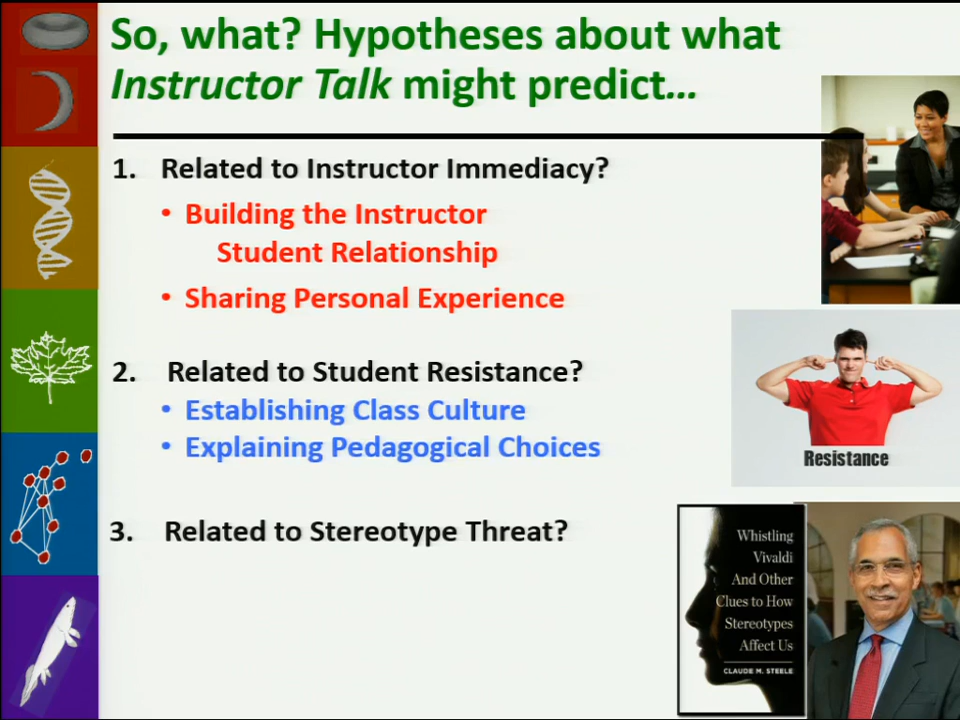 So, what? Hypotheses about what
Instructor Talk might predict...
1. Related to Instructor Immediacy?
• Building the Instructor
Student Relationship
• Sharing Personal Experience
2. Related to Student Resistance?
• Establishing Class Culture
• Explaining Pedagogical Choices
Resistance
3. Related to Stereotype Threat?
Whistling
Vivaldi
And Other
Clues to How
Stereotypes
Affect Us
CLAUDE M. STEELE